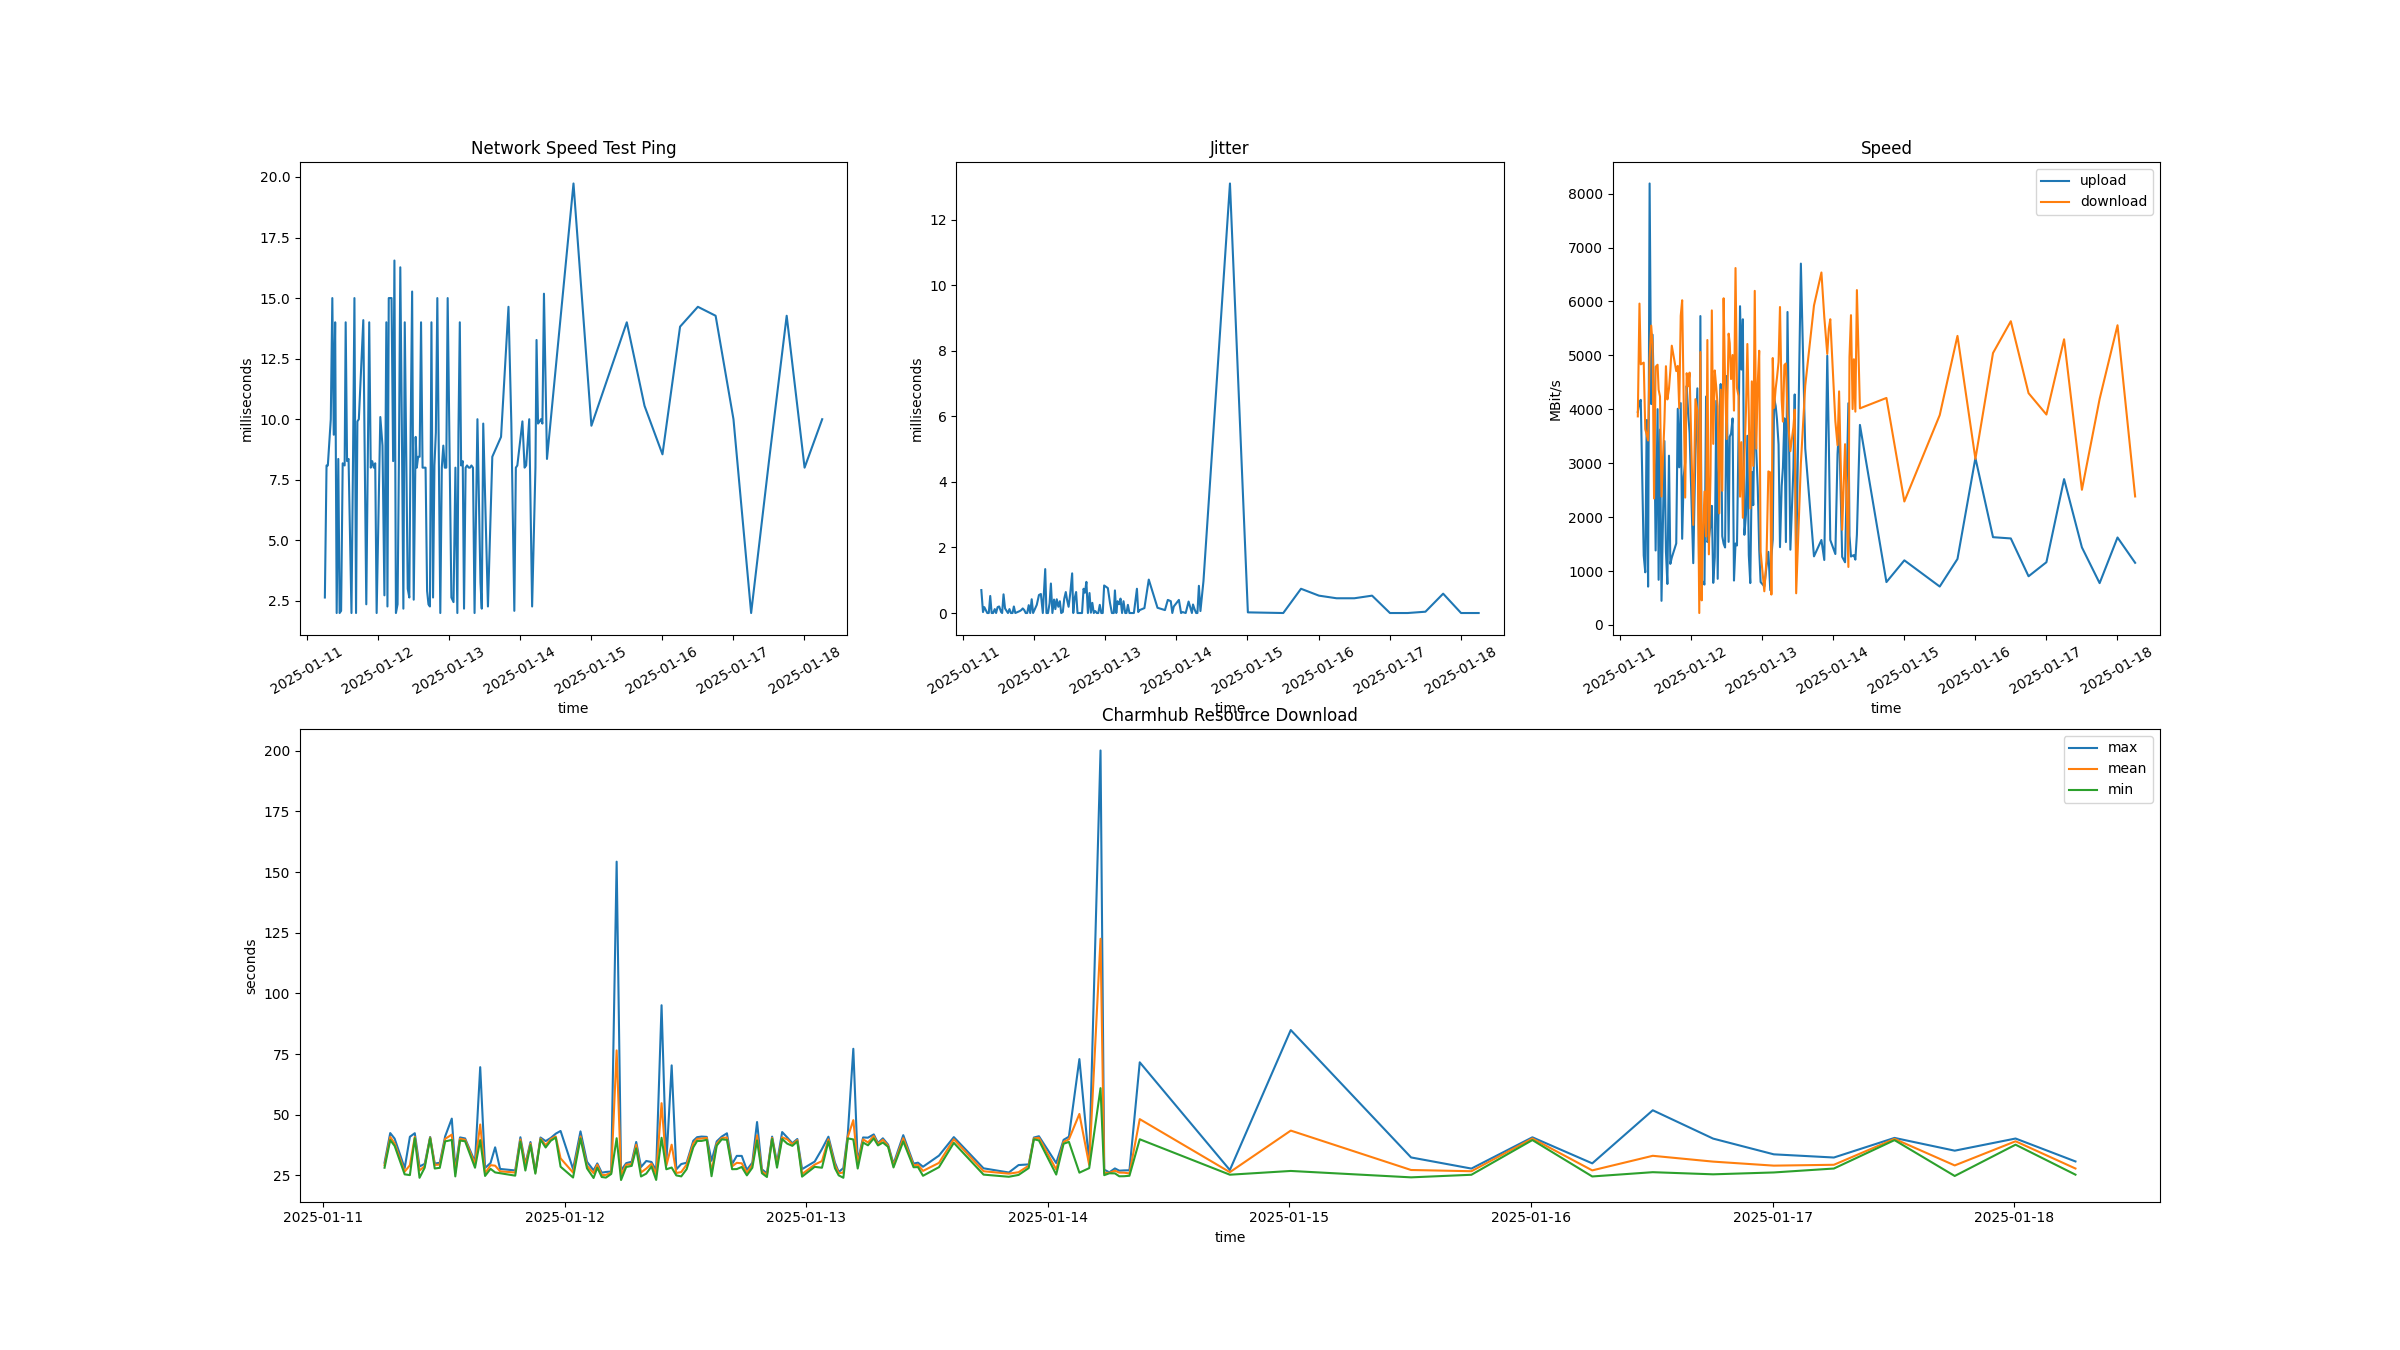 Network Speed Test Ping
20.0
17.5
15.0
12.5
10.0
7.5
5.0
2.5
milliseconds
2025-01-11 2025-01-12 2025-01-13 2025-01-14 2025-01-15 2025-01-16 2025-01-17 2025-01-18
time
Jitter
12
10
8
6
4
2
0
milliseconds
2025-01-11 2025-01-12 2025-01-13 2025-01-14 2025-01-15 2025-01-16 2025-01-17 2025-01-18
time
Speed
upload
download
8000
7000
6000
5000
4000
3000
2000
1000
0
MBit/s
2025-01-11 2025-01-12 2025-01-13 2025-01-14 2025-01-15 2025-01-16 2025-01-17 2025-01-18
time
Charmhub Resource Download
max
mean
min
200
175
150
125
100
75
50
25
seconds
2025-01-11 2025-01-12 2025-01-13 2025-01-14 2025-01-15 2025-01-16 2025-01-17 2025-01-18
time